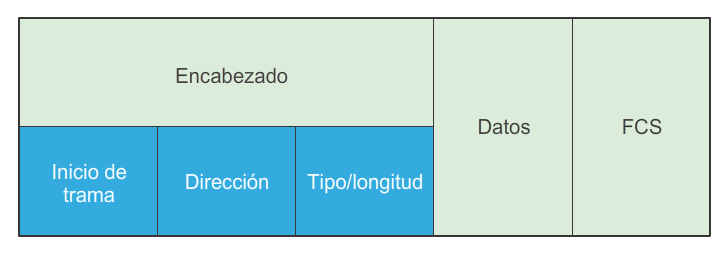 Encabezado
Datos
FCS
Inicio de
trama
Dirección
Tipo/longitud